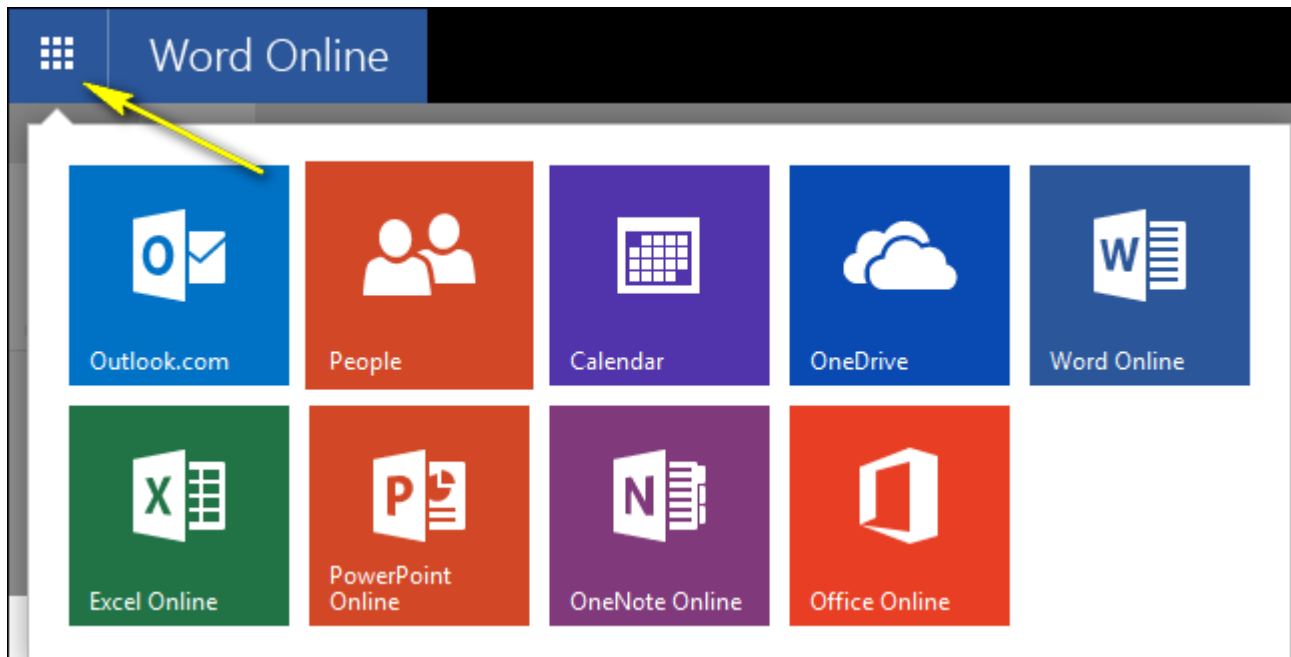 Word Online
Outlook.com
People
Calendar
OneDrive
Word Online
Excel Online
PowerPoint
Online
OneNote Online
Office Online